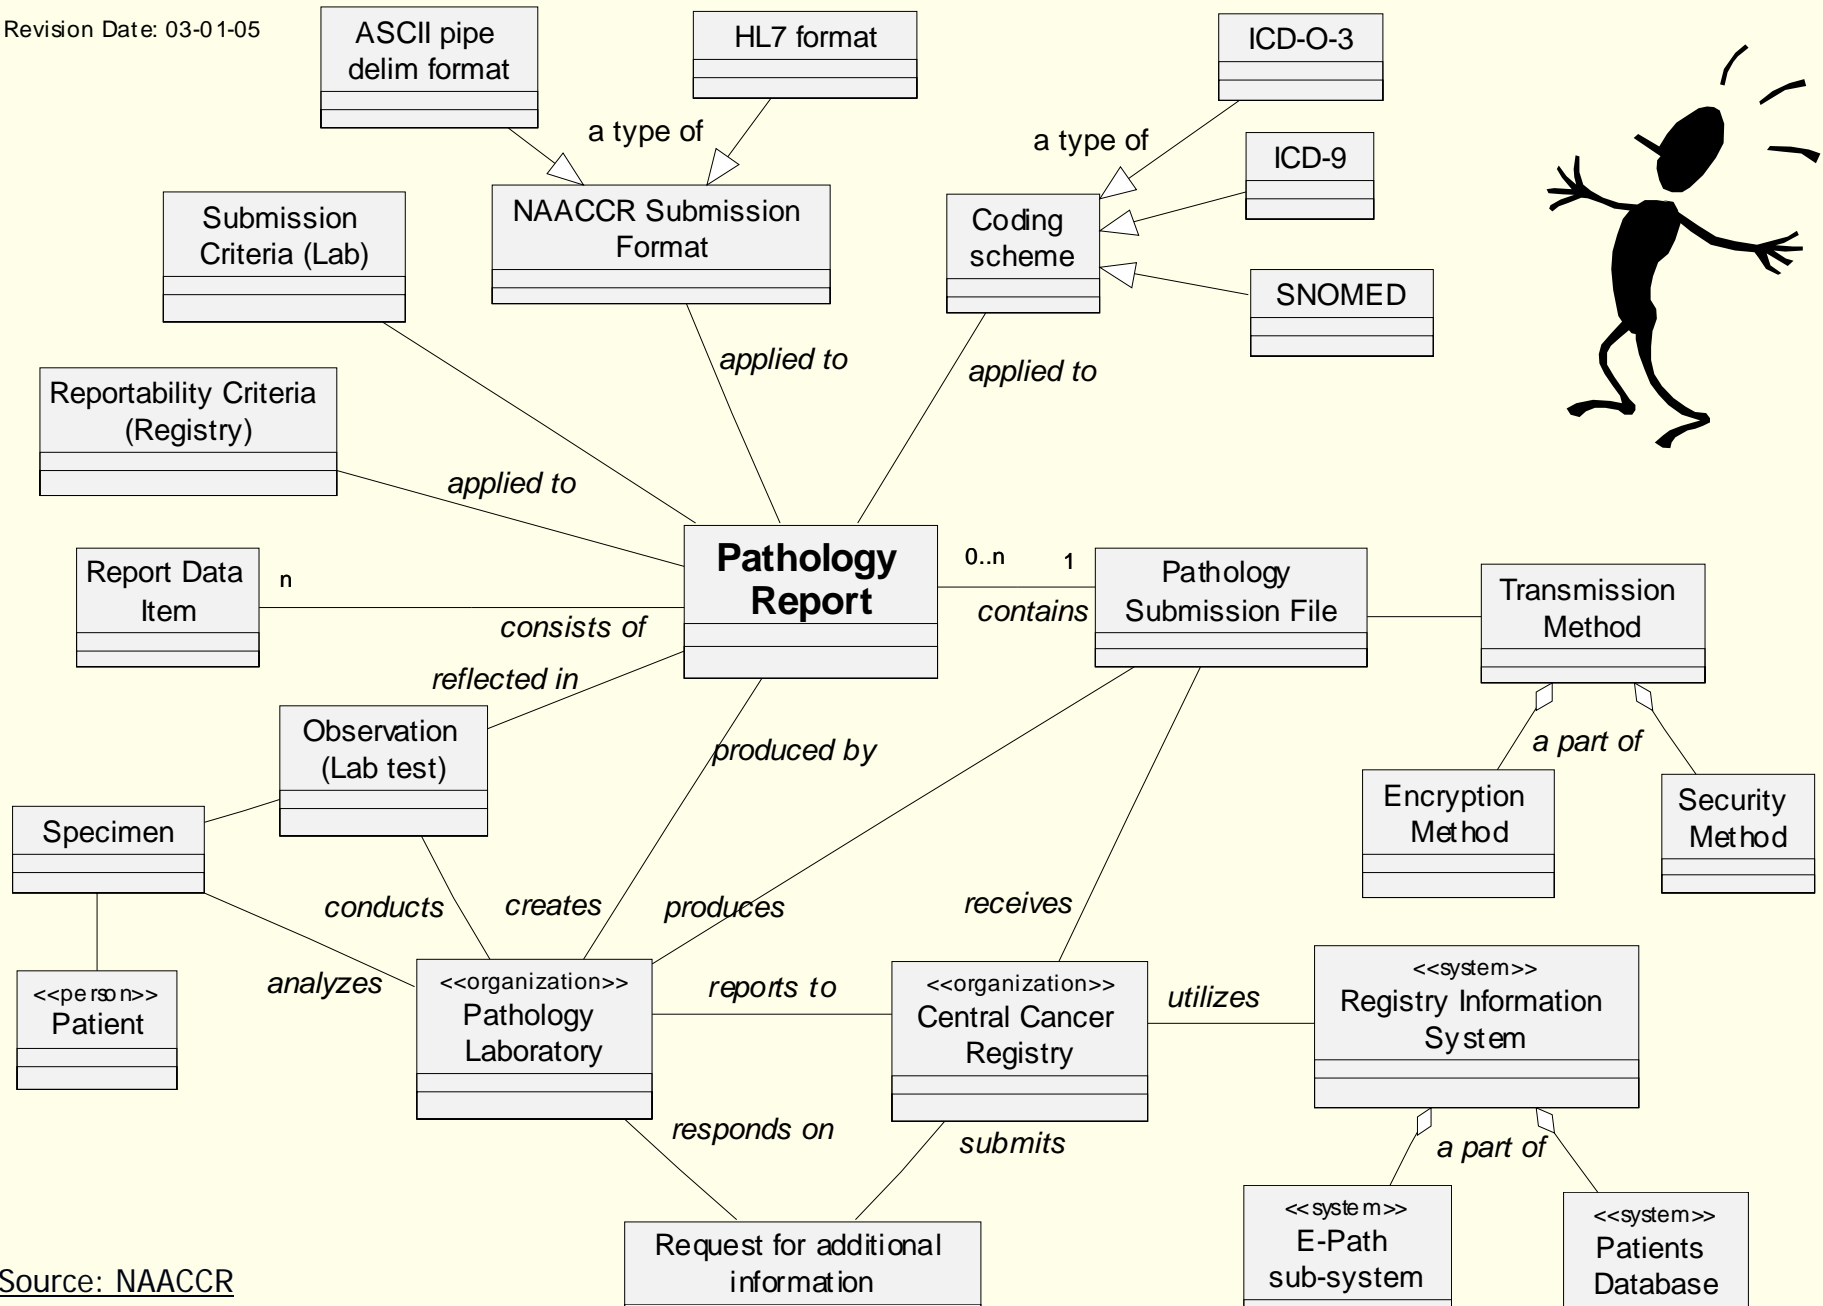 Revision Date: 03-01-05
ASCII pipe
delim format
HL7 format
ICD-O-3
a type of
a type of
ICD-9
Submission
Criteria (Lab)
NAACCR Submission
Format
Coding
scheme
SNOMED
applied to
applied to
Reportability Criteria
(Registry)
applied to
Report Data
Item
n
consists of
Pathology
Report
0..n
1
contains
Pathology
Submission File
Transmission
Method
reflected in
Observation
(Lab test)
produced by
a part of
Encryption
Method
Security
Method
Specimen
conducts
creates
produces
receives
analyzes
<<person>>
Patient
<<organization>>
Pathology
Laboratory
reports to
<<organization>>
Central Cancer
Registry
utilizes
<<system>>
Registry Information
System
responds on
submits
a part of
Request for additional
information
<<system>>
E-Path
sub-system
<<system>>
Patients
Database
Source: NAACCR